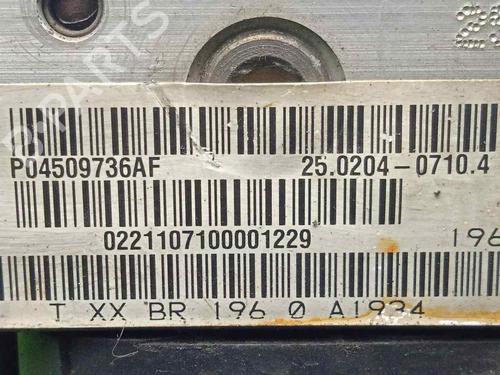 P04509736AF 25.0204-0710.4
0221107100001229 196
T XX BR 196 0 A1934